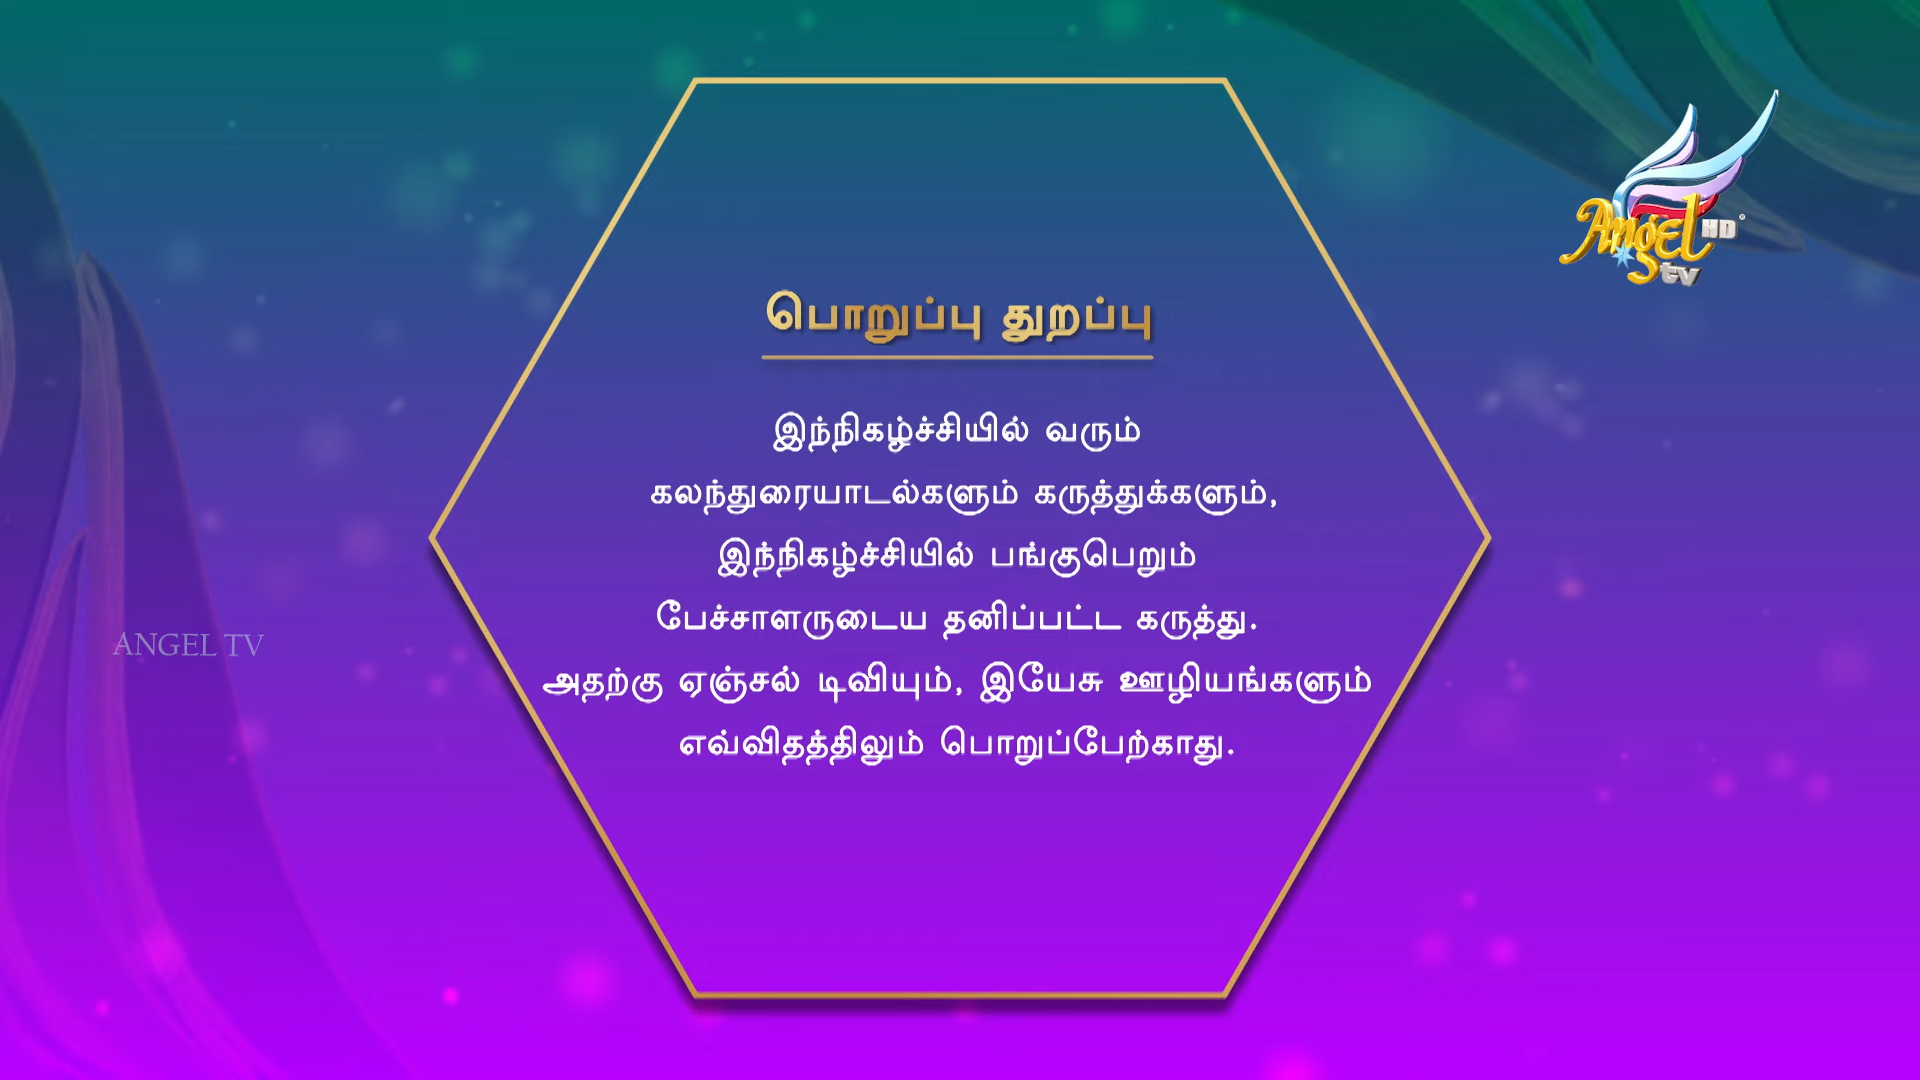 Angel HD
tv
பொறுப்பு துறப்பு
இந்நிகழ்ச்சியில் வரும்
கலந்துரையாடல்களும் கருத்துக்களும்,
இந்நிகழ்ச்சியில் பங்குபெறும்
பேச்சாளருடைய தனிப்பட்ட கருத்து.
அதற்கு ஏஞ்சல் டிவியும், இயேசு ஊழியங்களும்
எவ்விதத்திலும் பொறுப்பேற்காது.
ANGEL TV